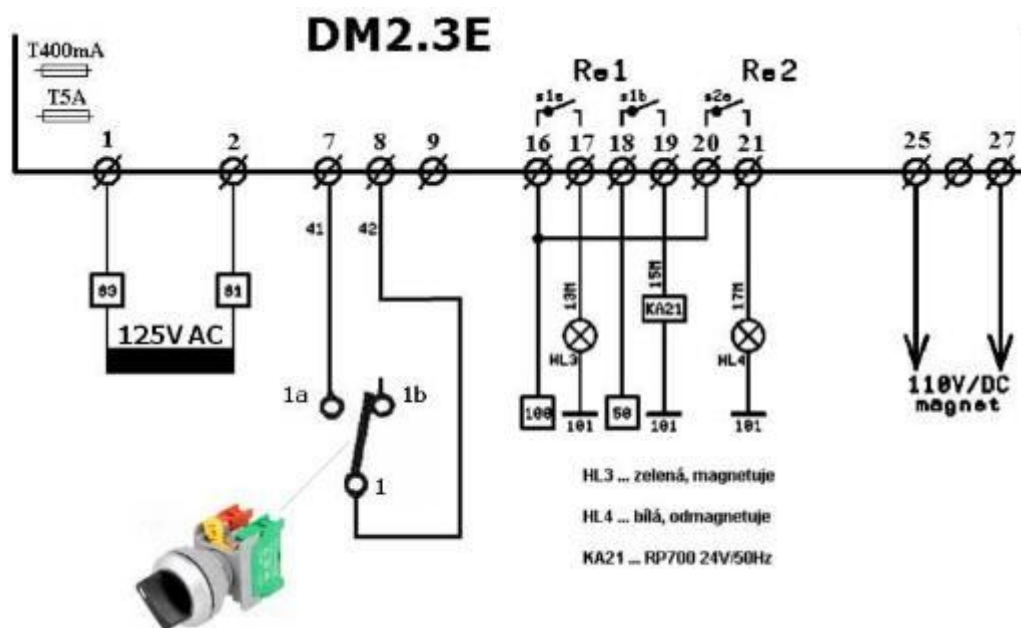 DM2.3E
T400mA
T5A
Re1 Re2
s1a s1b s2a
1 2 7 8 9 16 17 18 19 20 21 25 27
41 42
63 61
125V AC
13M 15M 17M
KA21
HL3 HL4
1a 1b
1
100 50
101 101 101
110V/DC
magnet
HL3 ... zelená, magnetuje
HL4 ... bílá, odmagnetuje
KA21 ... RP700 24V/50Hz